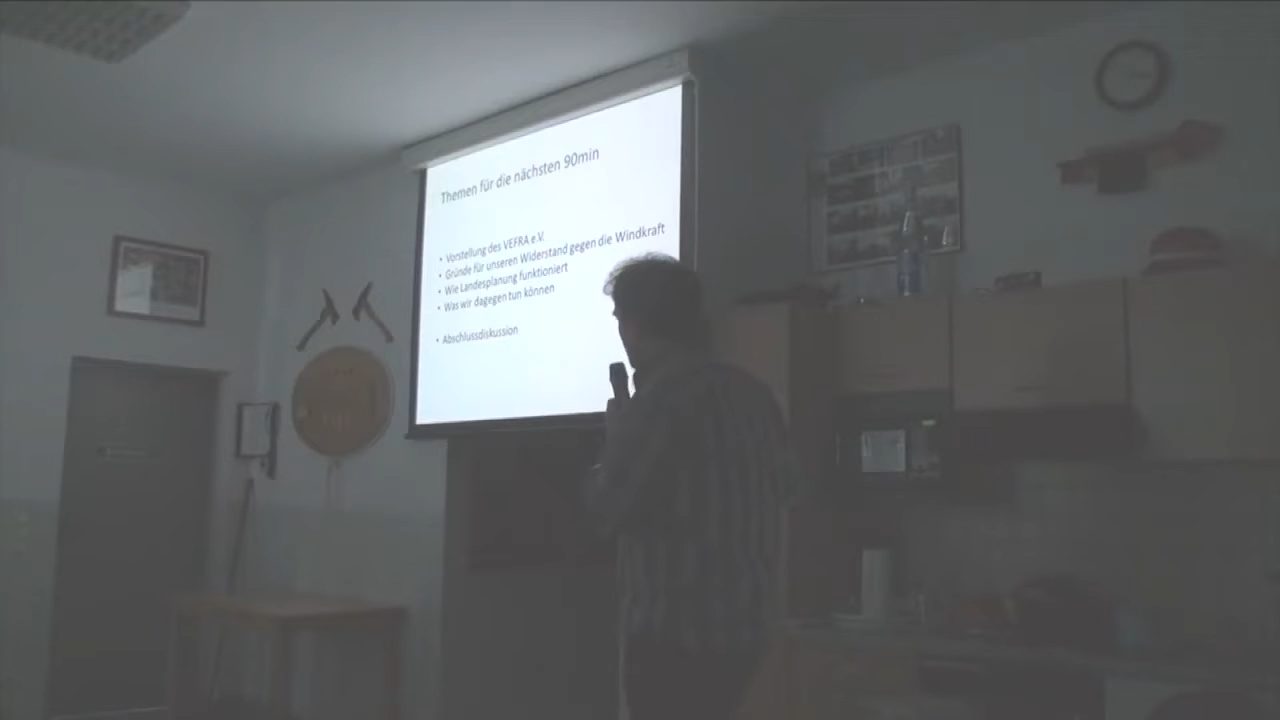 Themen für die nächsten 90min
• Vorstellung des VEFRA e.V.
• Gründe für unseren Widerstand gegen die Windkraft
• Wie Landesplanung funktioniert
• Was wir dagegen tun können
• Abschlussdiskussion